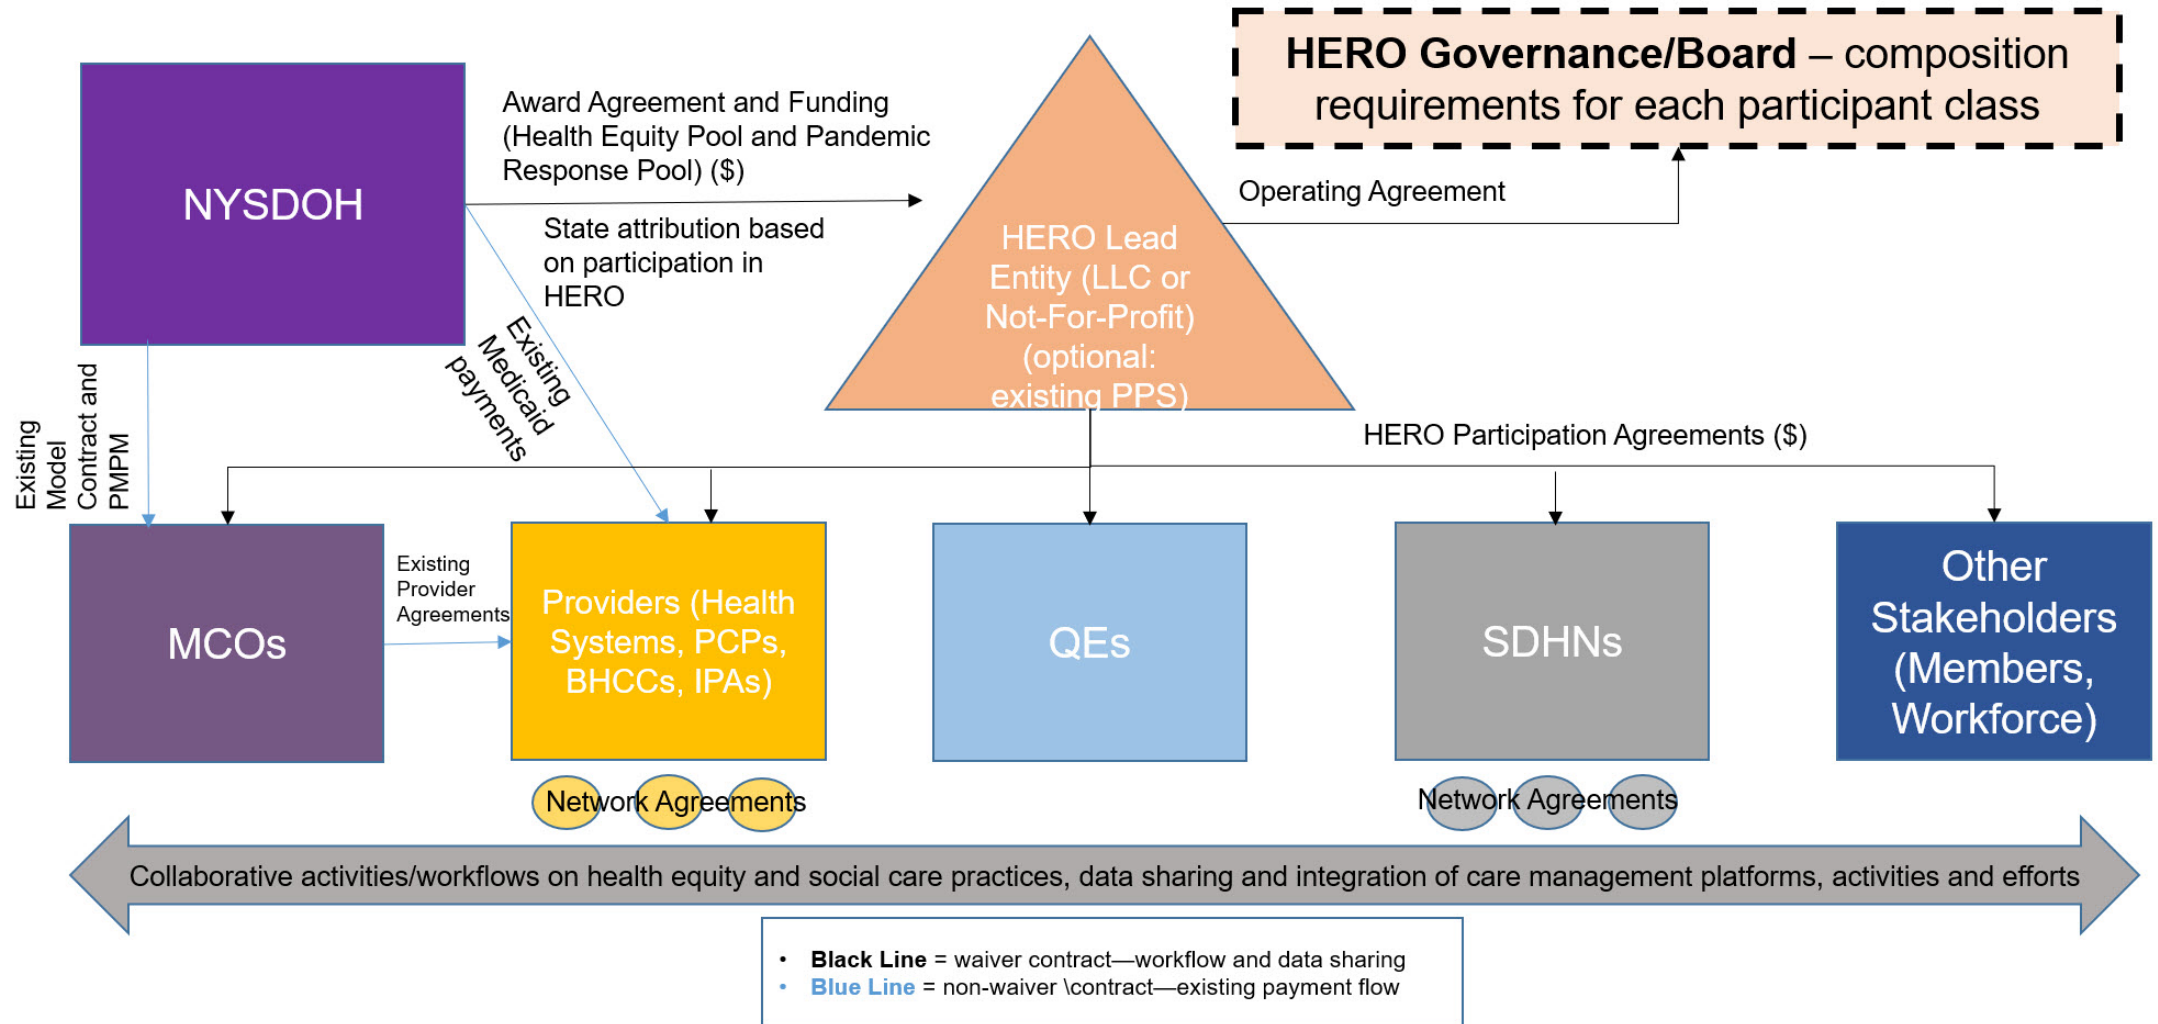 HERO Governance/Board – composition
requirements for each participant class
NYSDOH
Award Agreement and Funding
(Health Equity Pool and Pandemic
Response Pool) ($)
State attribution based
on participation in
HERO
HERO Lead
Entity (LLC or
Not-For-Profit)
(optional:
existing PPS)
Operating Agreement
Existing
Model
Contract and
PMPM
Existing
Medicaid
payments
HERO Participation Agreements ($)
MCOs
Existing
Provider
Agreements
Providers (Health
Systems, PCPs,
BHCCs, IPAs)
QEs
SDHNs
Other
Stakeholders
(Members,
Workforce)
Network Agreements
Network Agreements
Collaborative activities/workflows on health equity and social care practices, data sharing and integration of care management platforms, activities and efforts
• Black Line = waiver contract—workflow and data sharing
• Blue Line = non-waiver \contract—existing payment flow